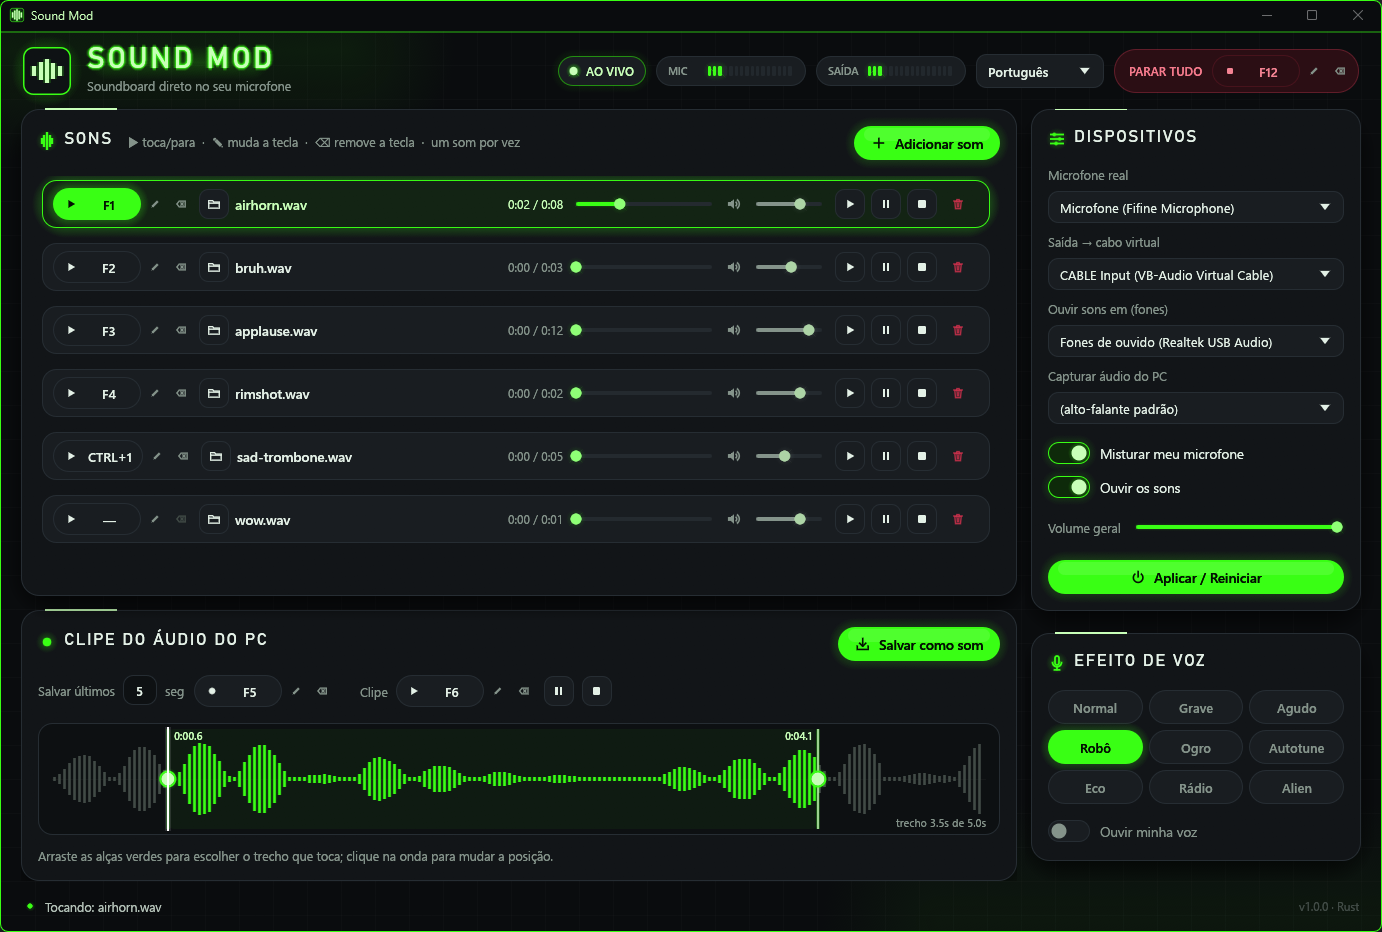 Sound Mod
SOUND MOD
Soundboard direto no seu microfone
AO VIVO
MIC
SAÍDA
Português
PARAR TUDO
F12
SONS
toca/para · muda a tecla · remove a tecla · um som por vez
Adicionar som
F1 airhorn.wav 0:02 / 0:08
F2 bruh.wav 0:00 / 0:03
F3 applause.wav 0:00 / 0:12
F4 rimshot.wav 0:00 / 0:02
CTRL+1 sad-trombone.wav 0:00 / 0:05
— wow.wav 0:00 / 0:01
CLIPE DO ÁUDIO DO PC
Salvar como som
Salvar últimos 5 seg F5 Clipe F6
0:00.6 0:04.1
trecho 3.5s de 5.0s
Arraste as alças verdes para escolher o trecho que toca; clique na onda para mudar a posição.
DISPOSITIVOS
Microfone real
Microfone (Fifine Microphone)
Saída → cabo virtual
CABLE Input (VB-Audio Virtual Cable)
Ouvir sons em (fones)
Fones de ouvido (Realtek USB Audio)
Capturar áudio do PC
(alto-falante padrão)
Misturar meu microfone
Ouvir os sons
Volume geral
Aplicar / Reiniciar
EFEITO DE VOZ
Normal Grave Agudo
Robô Ogro Autotune
Eco Rádio Alien
Ouvir minha voz
Tocando: airhorn.wav
v1.0.0 · Rust